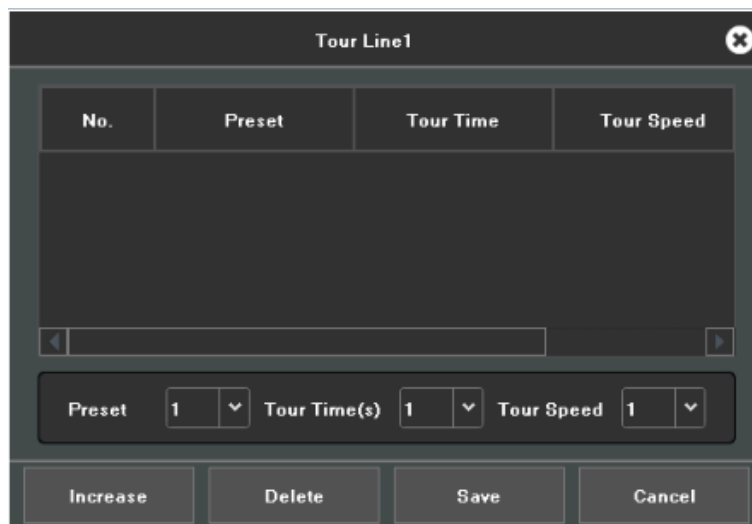 Tour Line1
No. Preset Tour Time Tour Speed
Preset 1 Tour Time(s) 1 Tour Speed 1
Increase Delete Save Cancel